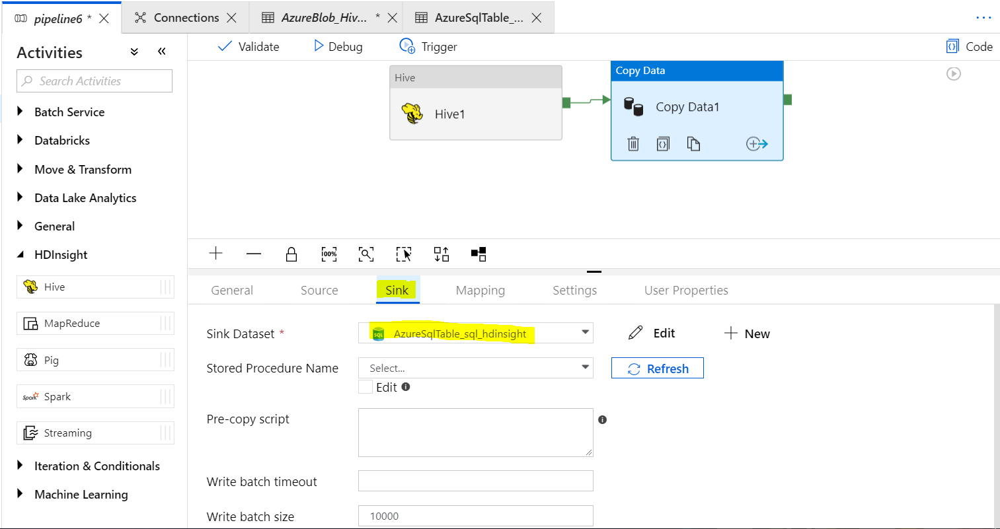 pipeline6 * Connections AzureBlob_Hiv... * AzureSqlTable_...
Activities
Search Activities
Batch Service
Databricks
Move & Transform
Data Lake Analytics
General
HDInsight
Hive
MapReduce
Pig
Spark Spark
Streaming
Iteration & Conditionals
Machine Learning
Validate Debug Trigger Code
Hive
Hive1
Copy Data
Copy Data1
100%
General Source Sink Mapping Settings User Properties
Sink Dataset * SQL AzureSqlTable_sql_hdinsight Edit New
Stored Procedure Name Select... Refresh
Edit
Pre-copy script
Write batch timeout
Write batch size 10000